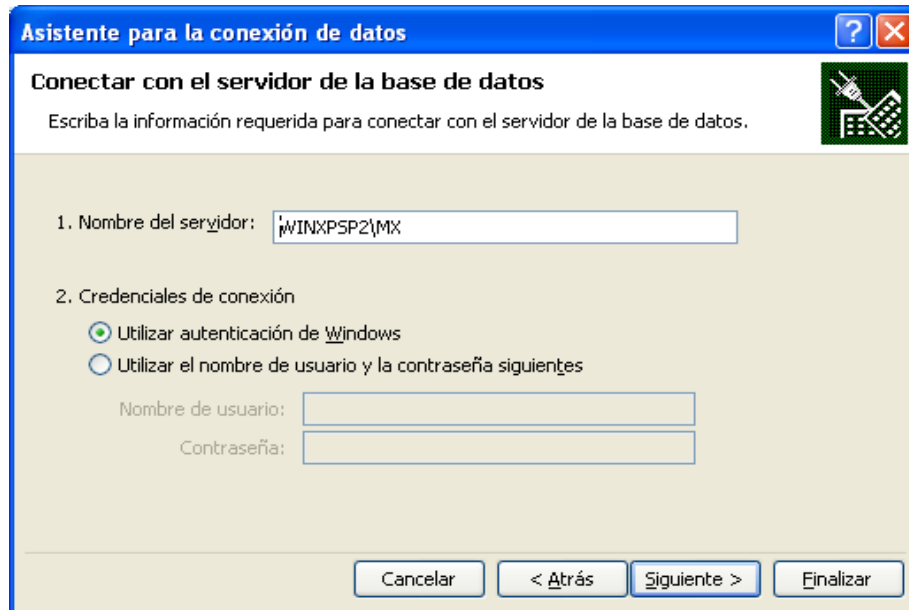 Asistente para la conexión de datos
Conectar con el servidor de la base de datos
Escriba la información requerida para conectar con el servidor de la base de datos.
1. Nombre del servidor: WINXPSP2\MX
2. Credenciales de conexión
Utilizar autenticación de Windows
Utilizar el nombre de usuario y la contraseña siguientes
Nombre de usuario:
Contraseña:
Cancelar < Atrás Siguiente > Finalizar